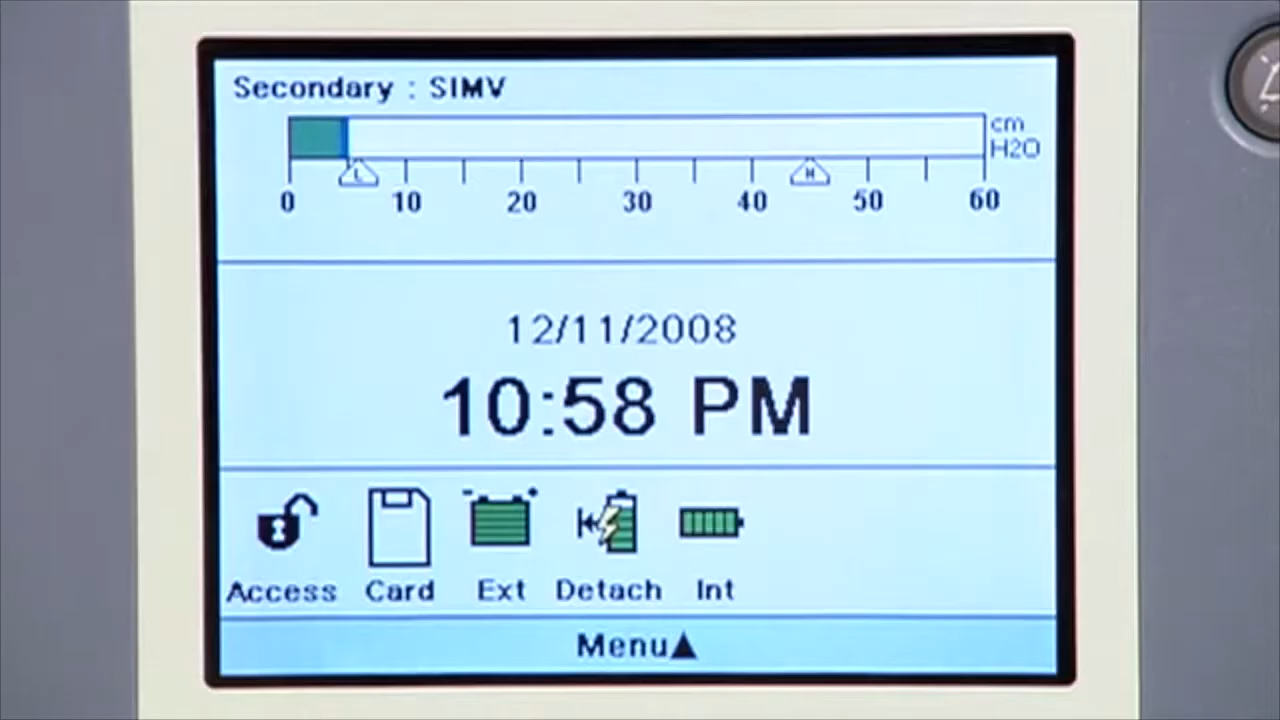 Secondary : SIMV
cm
H2O
L H
0 10 20 30 40 50 60
12/11/2008
10:58 PM
- +
Access Card Ext Detach Int
Menu▲